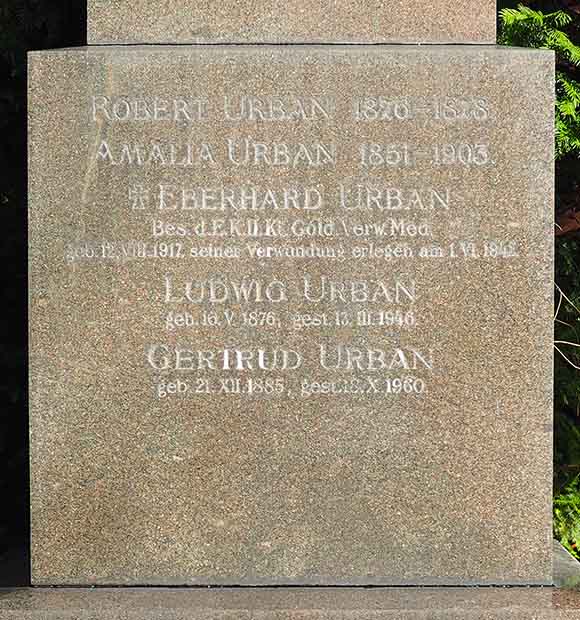 ROBERT URBAN 1876–1878
AMALIA URBAN 1851–1903.
✠ EBERHARD URBAN
Bes. d. E.K.II.Kl. Gold. Verw. Med.
geb. 12. VIII. 1917, seiner Verwundung erlegen am 1. VI. 1942.
LUDWIG URBAN
geb. 16. V. 1876, gest. 13. III. 1946.
GERTRUD URBAN
geb. 21. XII. 1885, gest. 18. X. 1960.